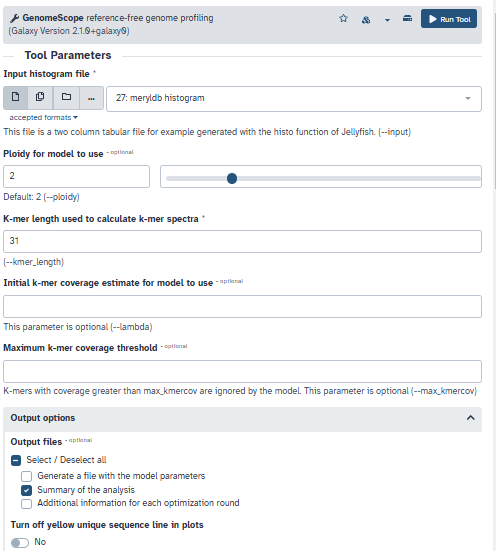 GenomeScope reference-free genome profiling
(Galaxy Version 2.1.0+galaxy0)
Run Tool
Tool Parameters
Input histogram file *
... 27: meryldb histogram
accepted formats
This file is a two column tabular file for example generated with the histo function of Jellyfish. (--input)
Ploidy for model to use - optional
2
Default: 2 (--ploidy)
K-mer length used to calculate k-mer spectra *
31
(--kmer_length)
Initial k-mer coverage estimate for model to use - optional
This parameter is optional (--lambda)
Maximum k-mer coverage threshold - optional
K-mers with coverage greater than max_kmercov are ignored by the model. This parameter is optional (--max_kmercov)
Output options
Output files - optional
Select / Deselect all
Generate a file with the model parameters
Summary of the analysis
Additional information for each optimization round
Turn off yellow unique sequence line in plots
No